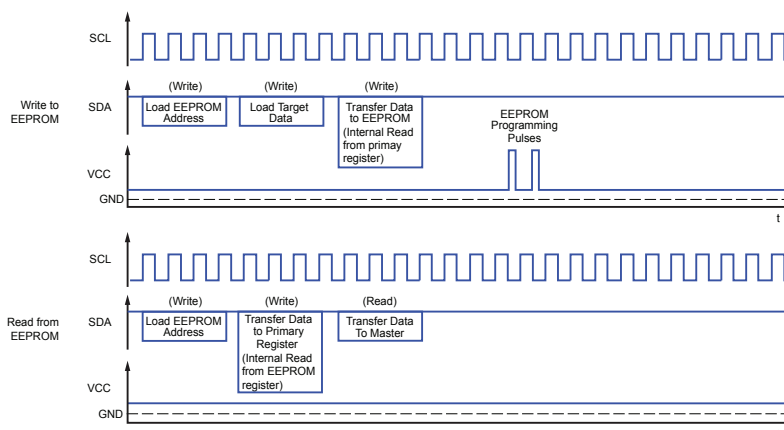 SCL
(Write)
(Write)
(Write)
Write to
EEPROM
SDA
Load EEPROM
Address
Load Target
Data
Transfer Data
to EEPROM
(Internal Read
from primay
register)
EEPROM
Programming
Pulses
VCC
GND
t
SCL
(Write)
(Write)
(Read)
Read from
EEPROM
SDA
Load EEPROM
Address
Transfer Data
to Primary
Register
(Internal Read
from EEPROM
register)
Transfer Data
To Master
VCC
GND